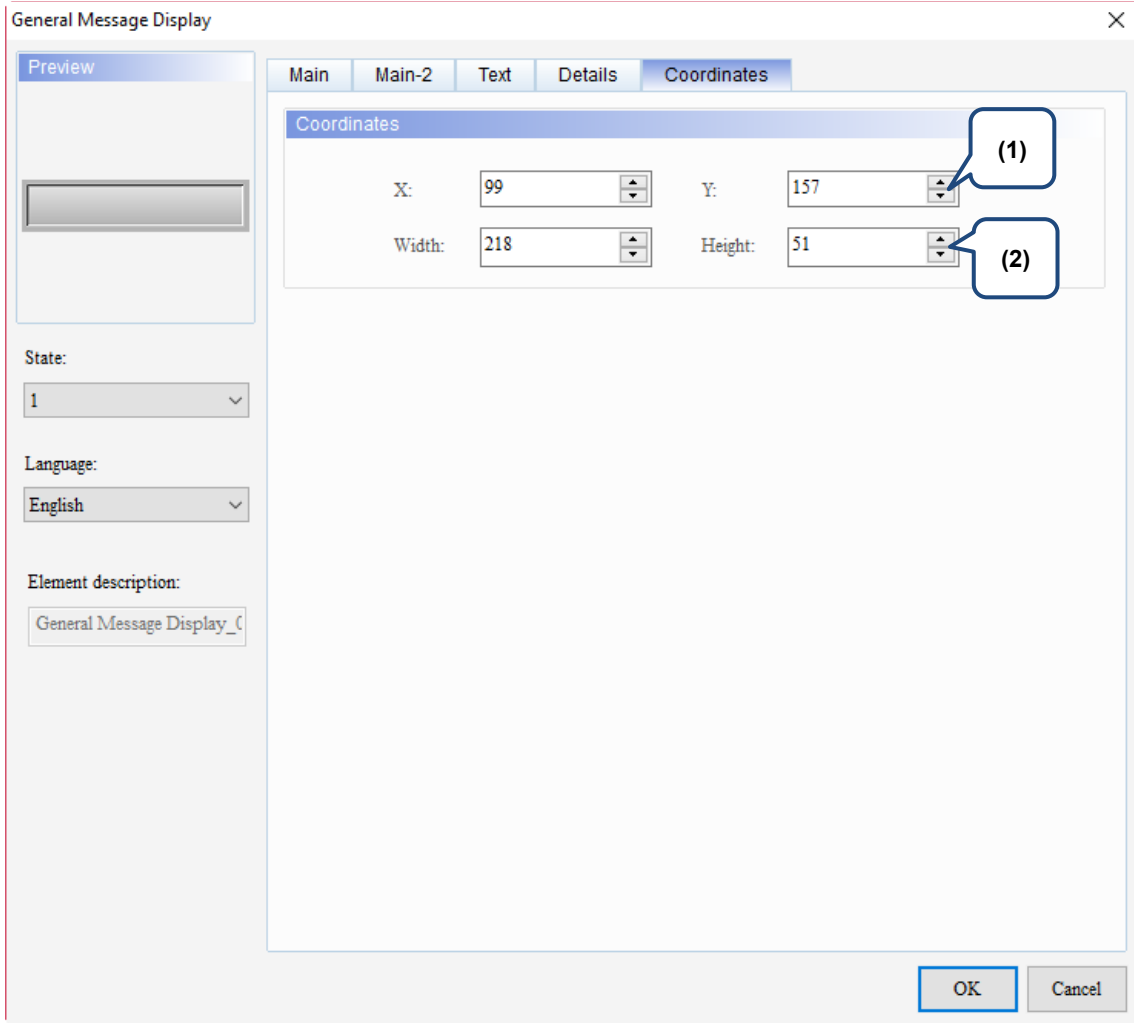 General Message Display
Preview
Main Main-2 Text Details Coordinates
Coordinates
(1)
X: 99 Y: 157
Width: 218 Height: 51
(2)
State:
1
Language:
English
Element description:
General Message Display_
OK Cancel